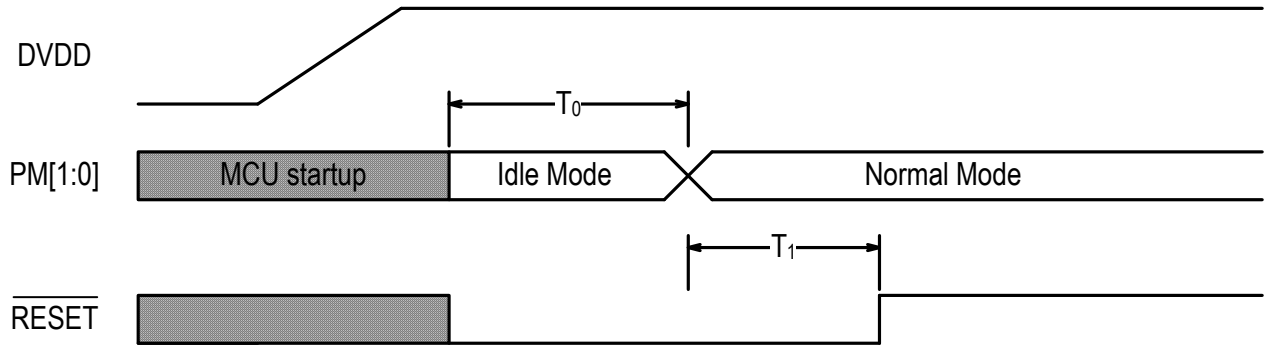 DVDD
T0
PM[1:0] MCU startup Idle Mode Normal Mode
T1
RESET